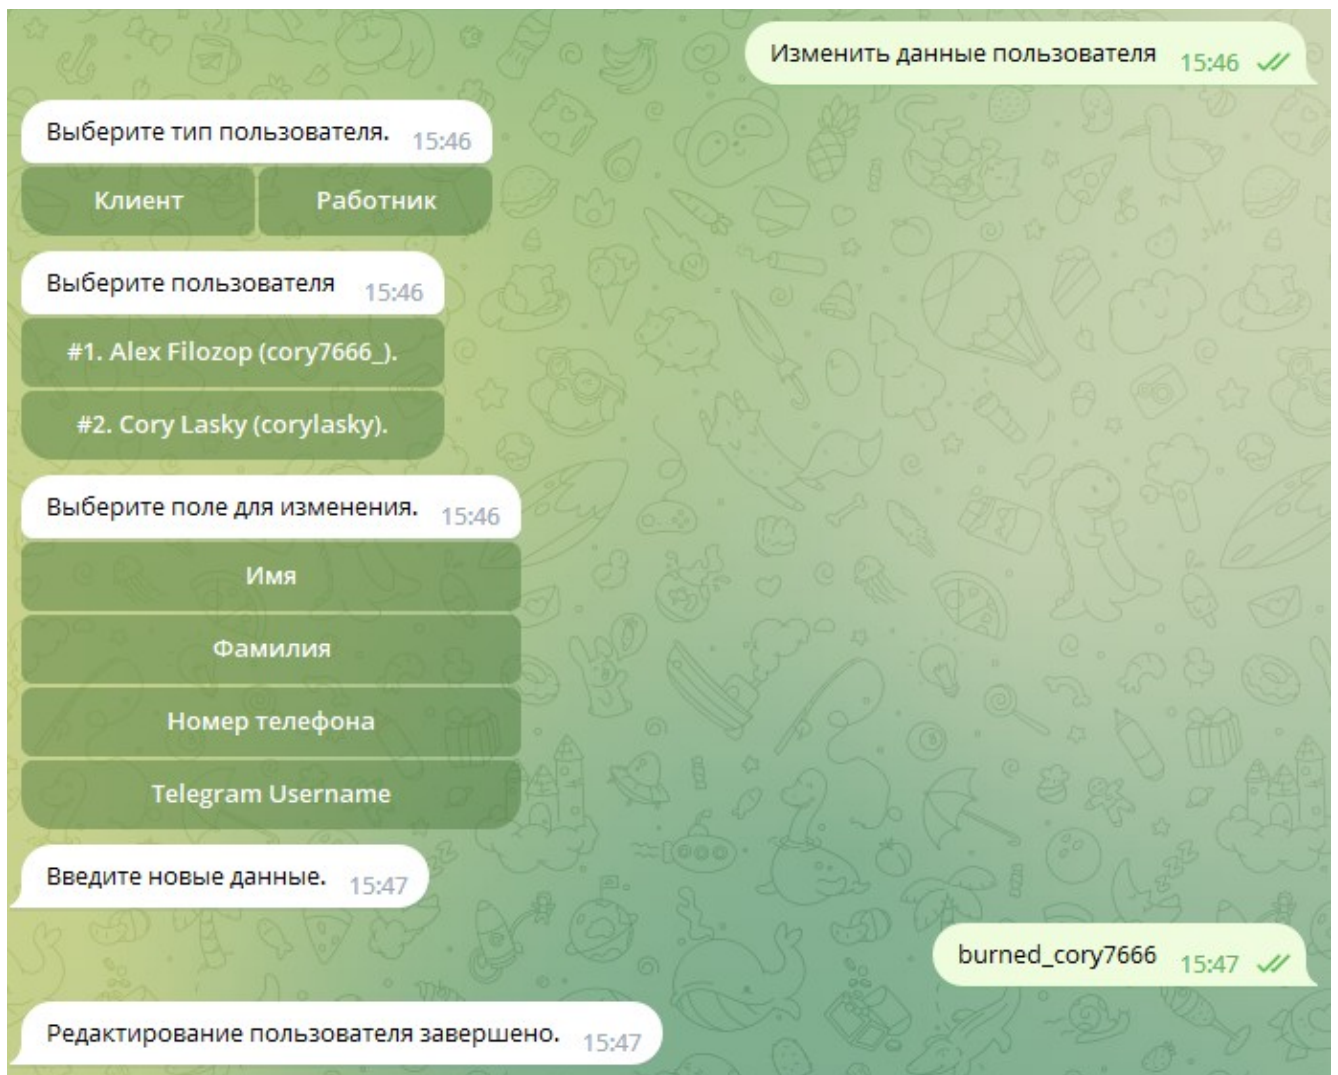 Изменить данные пользователя 15:46
Выберите тип пользователя. 15:46
Клиент Работник
Выберите пользователя 15:46
#1. Alex Filozop (cory7666_).
#2. Cory Lasky (corylasky).
Выберите поле для изменения. 15:46
Имя
Фамилия
Номер телефона
Telegram Username
Введите новые данные. 15:47
burned_cory7666 15:47
Редактирование пользователя завершено. 15:47